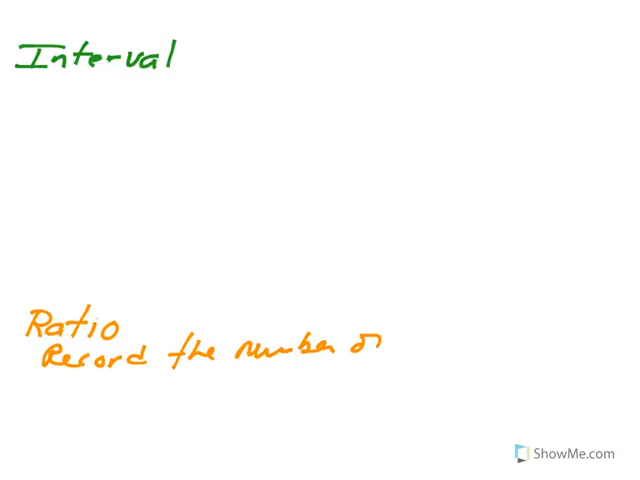 Interval
Ratio
Record the number of
ShowMe.com